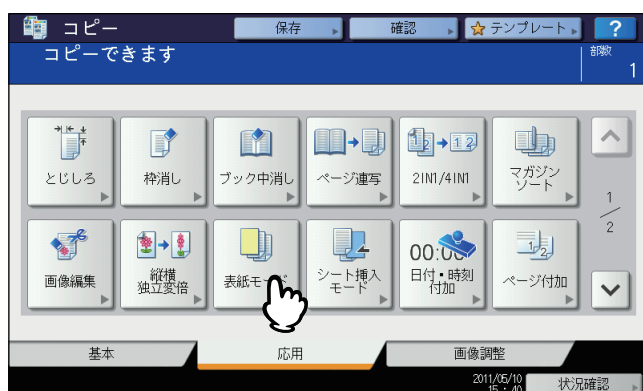 コピー
保存
確認
テンプレート
?
コピーできます
部数
1
とじしろ
枠消し
ブック中消し
ページ連写
2IN1/4IN1
マガジン
ソート
1
2
画像編集
縦横
独立変倍
表紙モード
シート挿入
モード
00:00
日付・時刻
付加
ページ付加
基本
応用
画像調整
2011/05/10
15:40
状況確認